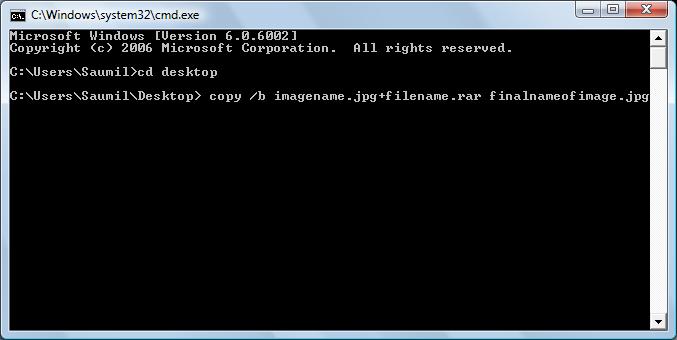 C:\Windows\system32\cmd.exe
Microsoft Windows [Version 6.0.6002]
Copyright (c) 2006 Microsoft Corporation.  All rights reserved.
C:\Users\Saumil>cd desktop
C:\Users\Saumil\Desktop> copy /b imagename.jpg+filename.rar finalnameofimage.jpg